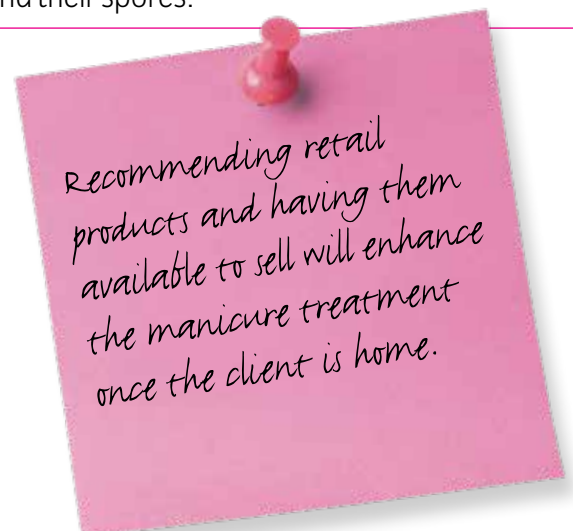 nd their spores.
Recommending retail
products and having them
available to sell will enhance
the manicure treatment
once the client is home.